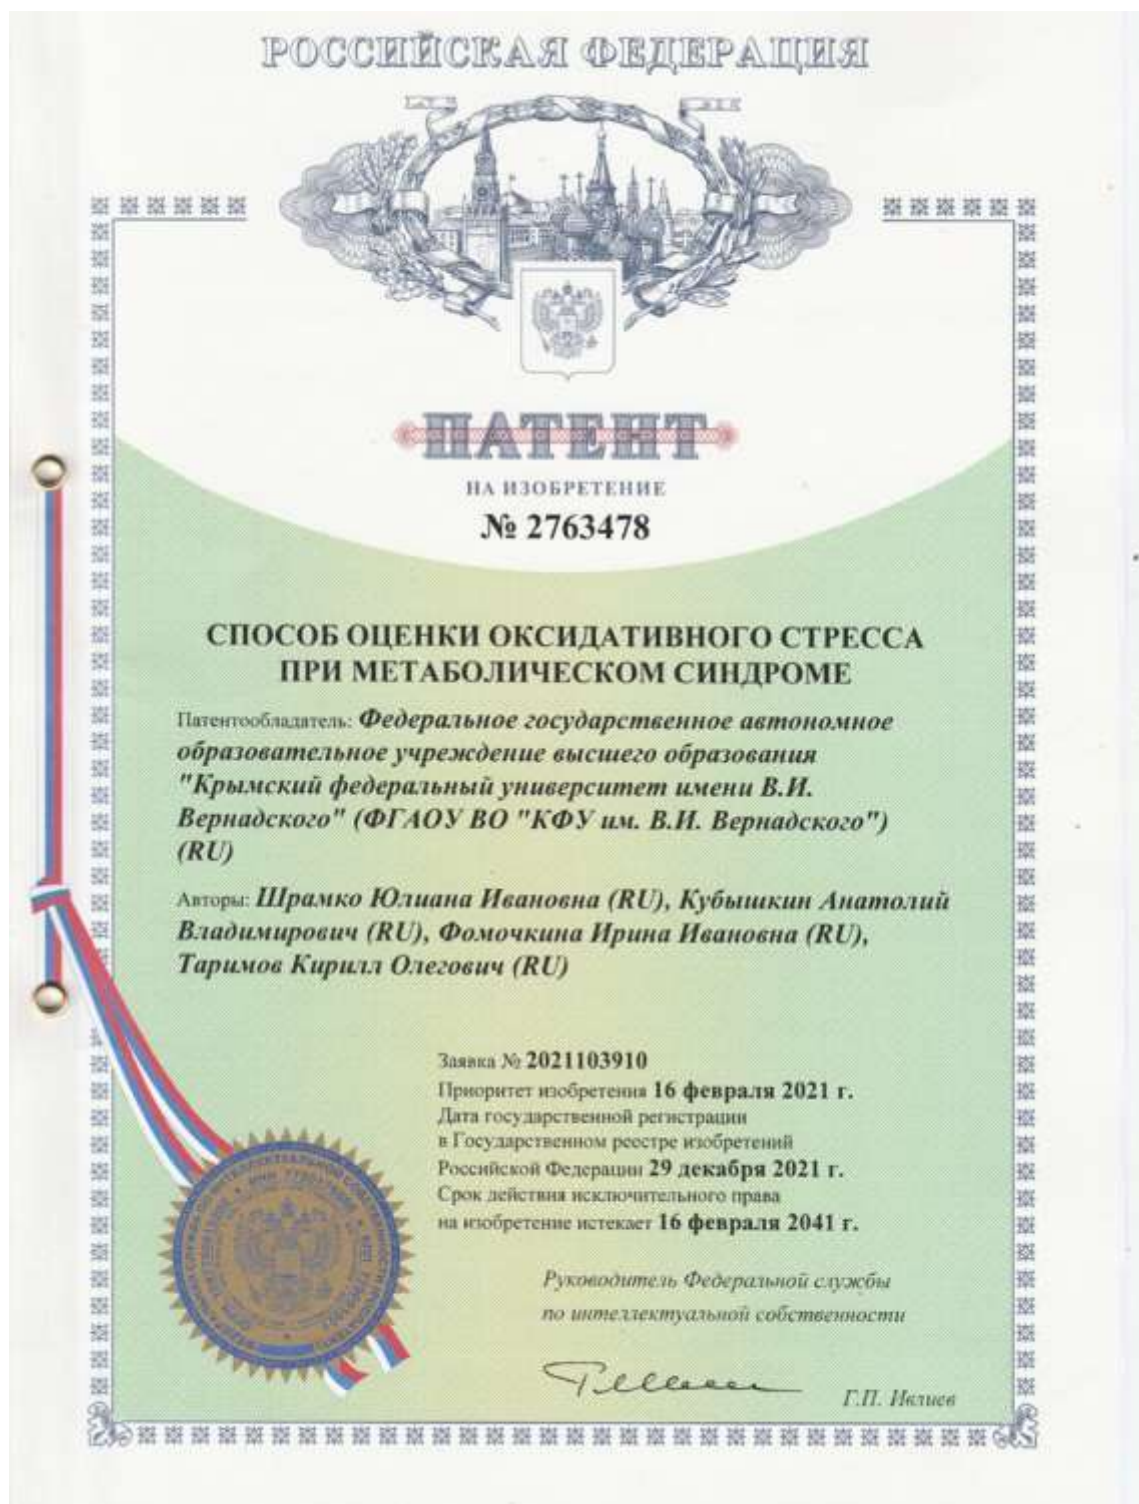 РОССИЙСКАЯ ФЕДЕРАЦИЯ
ПАТЕНТ
НА ИЗОБРЕТЕНИЕ
№ 2763478
СПОСОБ ОЦЕНКИ ОКСИДАТИВНОГО СТРЕССА
ПРИ МЕТАБОЛИЧЕСКОМ СИНДРОМЕ
Патентообладатель: Федеральное государственное автономное
образовательное учреждение высшего образования
"Крымский федеральный университет имени В.И.
Вернадского" (ФГАОУ ВО "КФУ им. В.И. Вернадского")
(RU)
Авторы: Шрамко Юлиана Ивановна (RU), Кубышкин Анатолий
Владимирович (RU), Фомочкина Ирина Ивановна (RU),
Таримов Кирилл Олегович (RU)
Заявка № 2021103910
Приоритет изобретения 16 февраля 2021 г.
Дата государственной регистрации
в Государственном реестре изобретений
Российской Федерации 29 декабря 2021 г.
Срок действия исключительного права
на изобретение истекает 16 февраля 2041 г.
Руководитель Федеральной службы
по интеллектуальной собственности
Г.П. Ивлиев